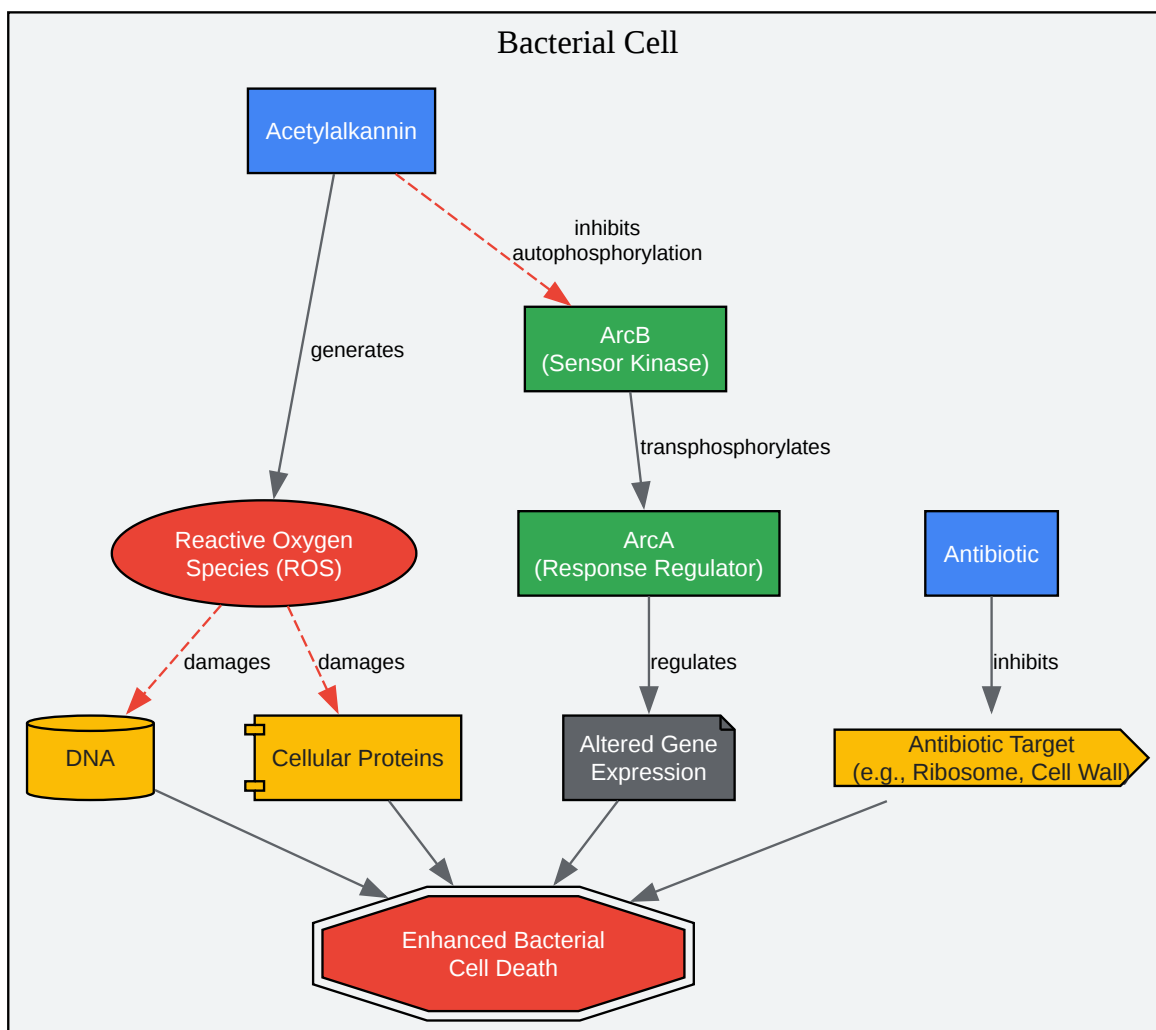 Bacterial Cell
Acetylalkannin
inhibits
autophosphorylation
ArcB
(Sensor Kinase)
generates
transphosphorylates
Reactive Oxygen
Species (ROS)
ArcA
(Response Regulator)
Antibiotic
damages
damages
regulates
inhibits
DNA
Cellular Proteins
Altered Gene
Expression
Antibiotic Target
(e.g., Ribosome, Cell Wall)
Enhanced Bacterial
Cell Death